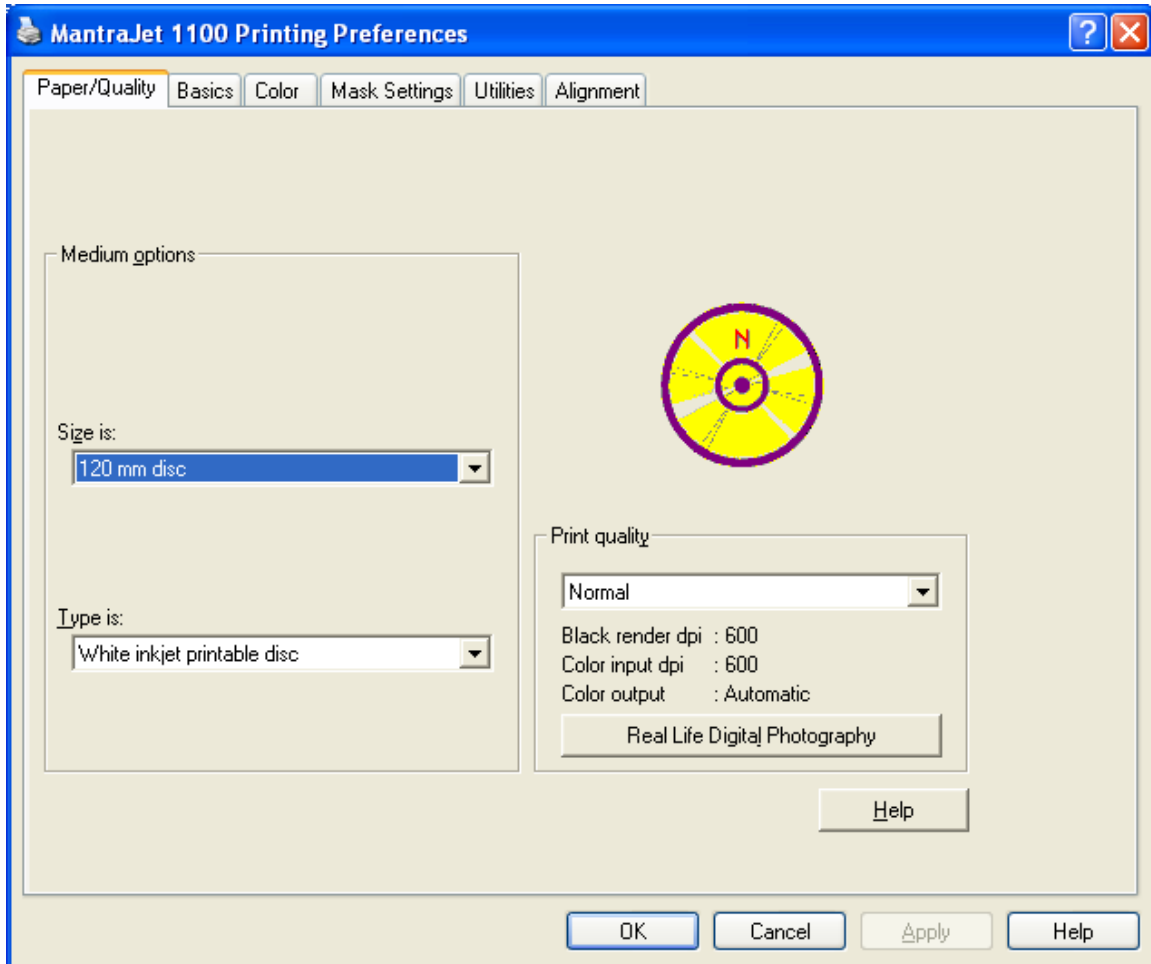 MantraJet 1100 Printing Preferences
?
Paper/Quality Basics Color Mask Settings Utilities Alignment
Medium options
N
Size is:
120 mm disc
Type is:
White inkjet printable disc
Print quality
Normal
Black render dpi : 600
Color input dpi : 600
Color output : Automatic
Real Life Digital Photography
Help
OK Cancel Apply Help